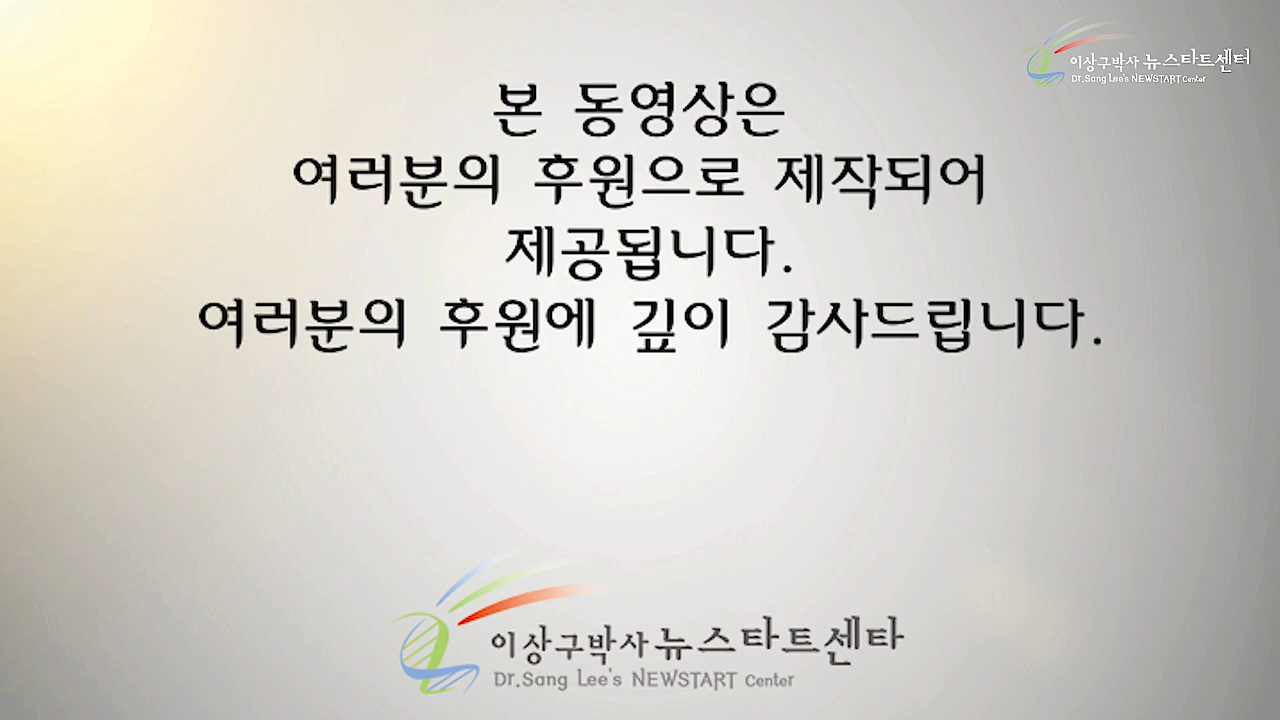 이상구박사 뉴스타트센터
Dr.Sang Lee's NEWSTART Center
본 동영상은
여러분의 후원으로 제작되어
제공됩니다.
여러분의 후원에 깊이 감사드립니다.
이상구박사 뉴스타트센타
Dr.Sang Lee's NEWSTART Center